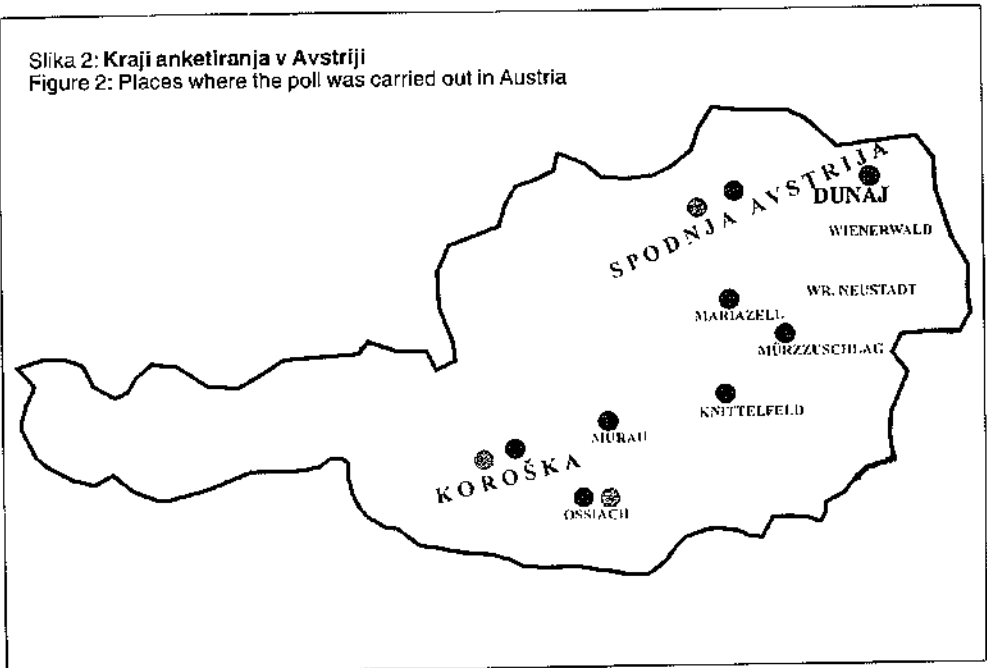 Slika 2: Kraji anketiranja v Avstriji
Figure 2: Places where the poll was carried out in Austria
SPODNJA AVSTRIJA
DUNAJ
WIENERWALD
WR. NEUSTADT
MARIAZELL
MÜRZZUSCHLAG
KNITTELFELD
MURAU
KOROŠKA
OSSIACH